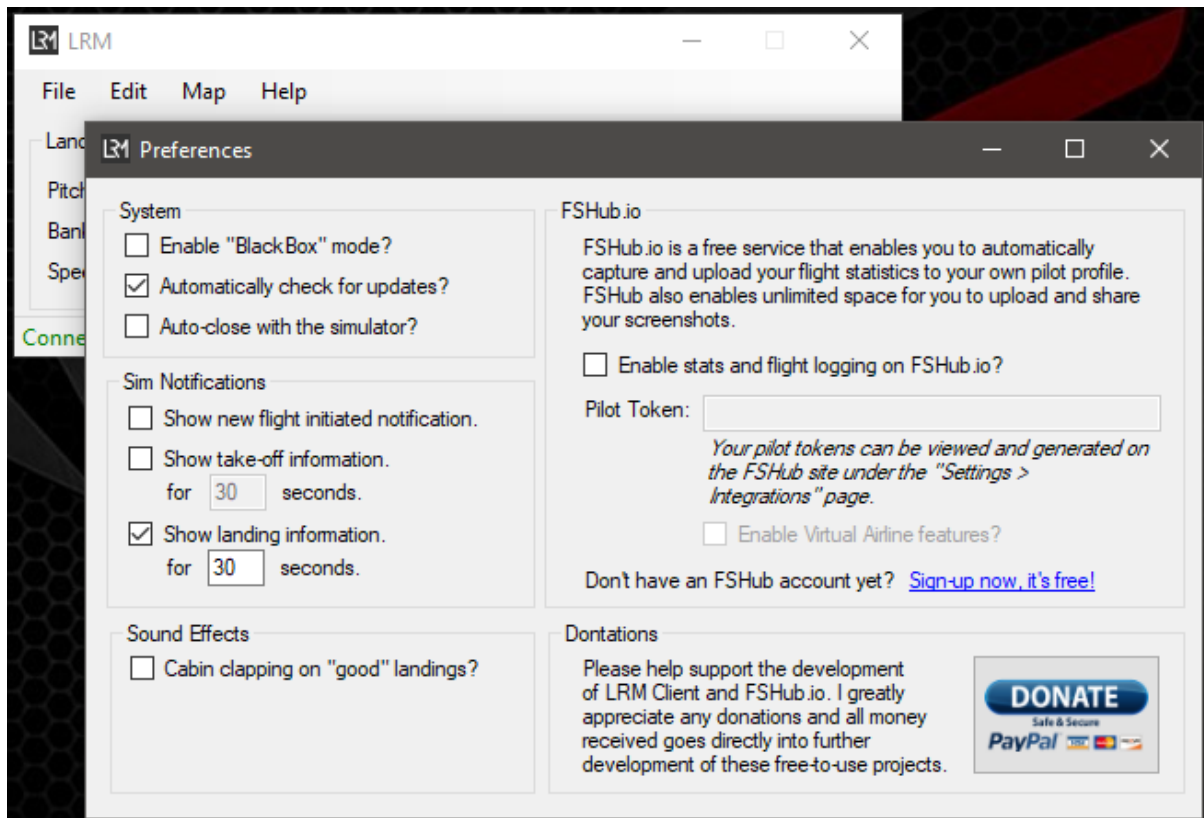 LRM LRM
File Edit Map Help
LRM Preferences
System
Enable "BlackBox" mode?
Automatically check for updates?
Auto-close with the simulator?
Sim Notifications
Show new flight initiated notification.
Show take-off information.
for 30 seconds.
Show landing information.
for 30 seconds.
Sound Effects
Cabin clapping on "good" landings?
FSHub.io
FSHub.io is a free service that enables you to automatically
capture and upload your flight statistics to your own pilot profile.
FSHub also enables unlimited space for you to upload and share
your screenshots.
Enable stats and flight logging on FSHub.io?
Pilot Token:
Your pilot tokens can be viewed and generated on
the FSHub site under the "Settings >
Integrations" page.
Enable Virtual Airline features?
Don't have an FSHub account yet? Sign-up now, it's free!
Dontations
Please help support the development
of LRM Client and FSHub.io. I greatly
appreciate any donations and all money
received goes directly into further
development of these free-to-use projects.
DONATE
Safe & Secure
PayPal